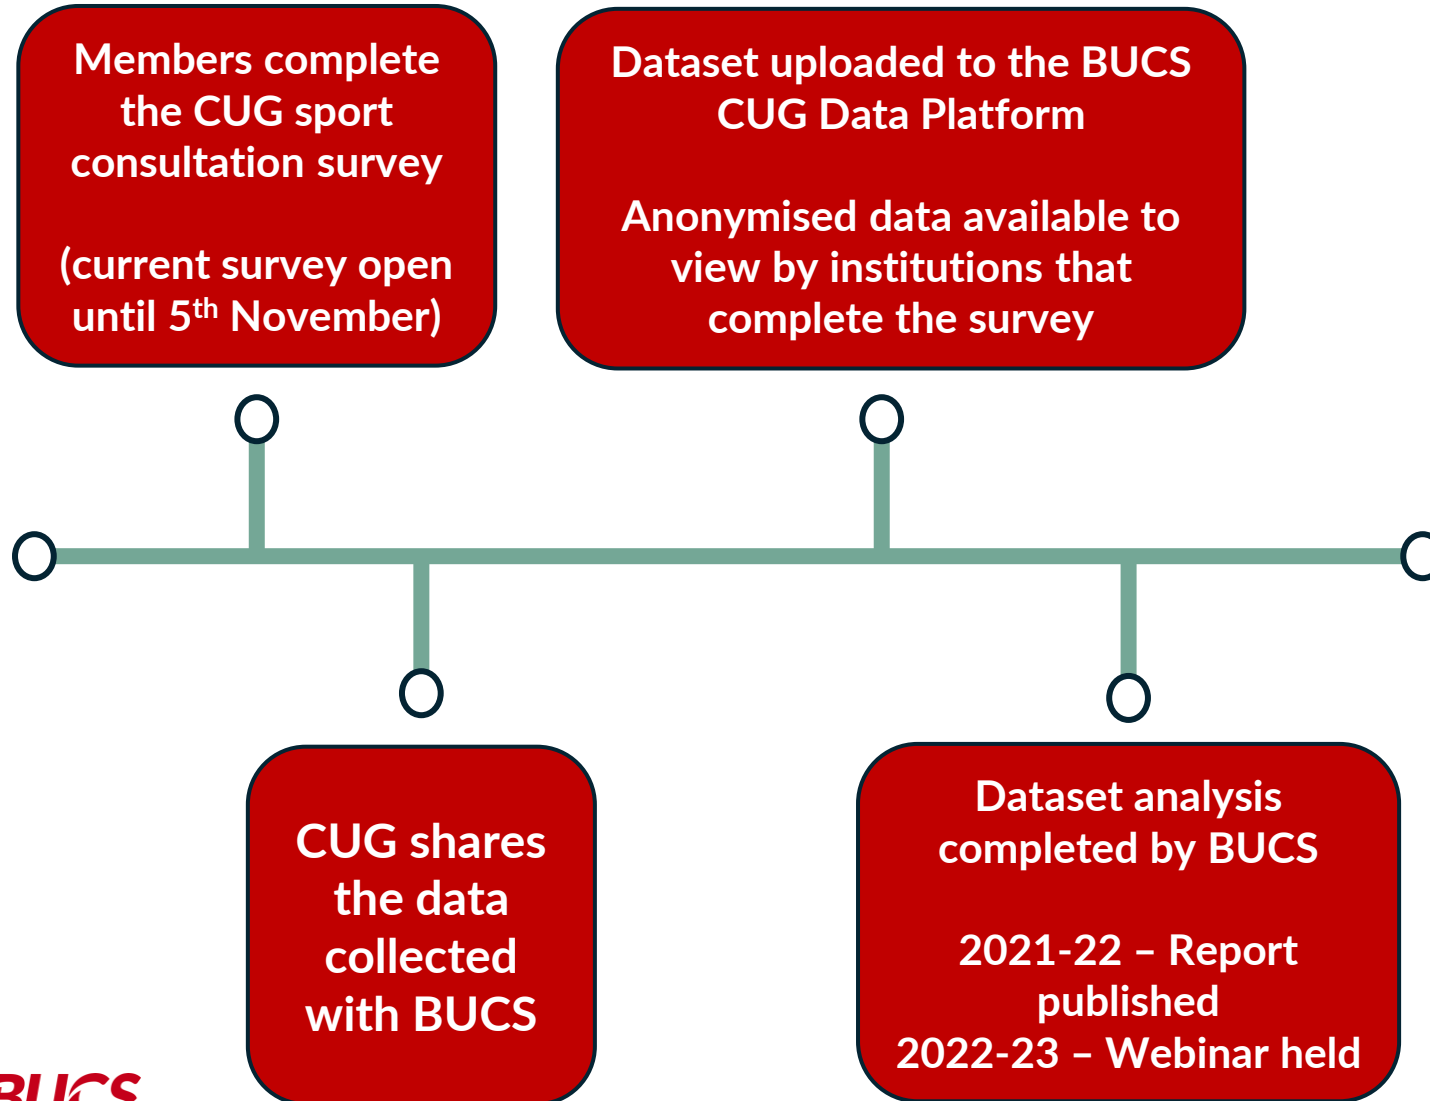 Members complete
the CUG sport
consultation survey
(current survey open
until 5th November)
Dataset uploaded to the BUCS
CUG Data Platform
Anonymised data available to
view by institutions that
complete the survey
CUG shares
the data
collected
with BUCS
Dataset analysis
completed by BUCS
2021-22 – Report
published
2022-23 – Webinar held
BUCS